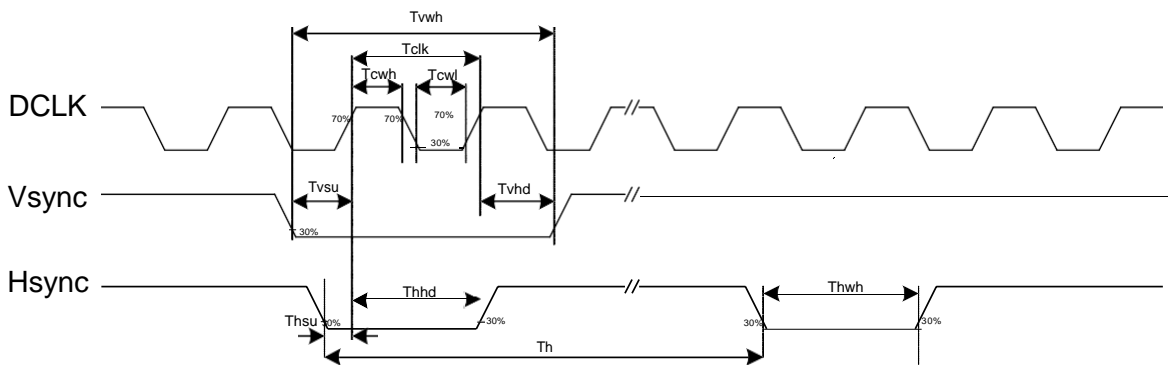 Tvwh
Tclk
Tcwh Tcwl
DCLK
70% 70% 70%
30%
Vsync
Tvsu Tvhd
30%
Hsync
Thhd Thwh
Thsu 30% 30% 30% 30%
Th